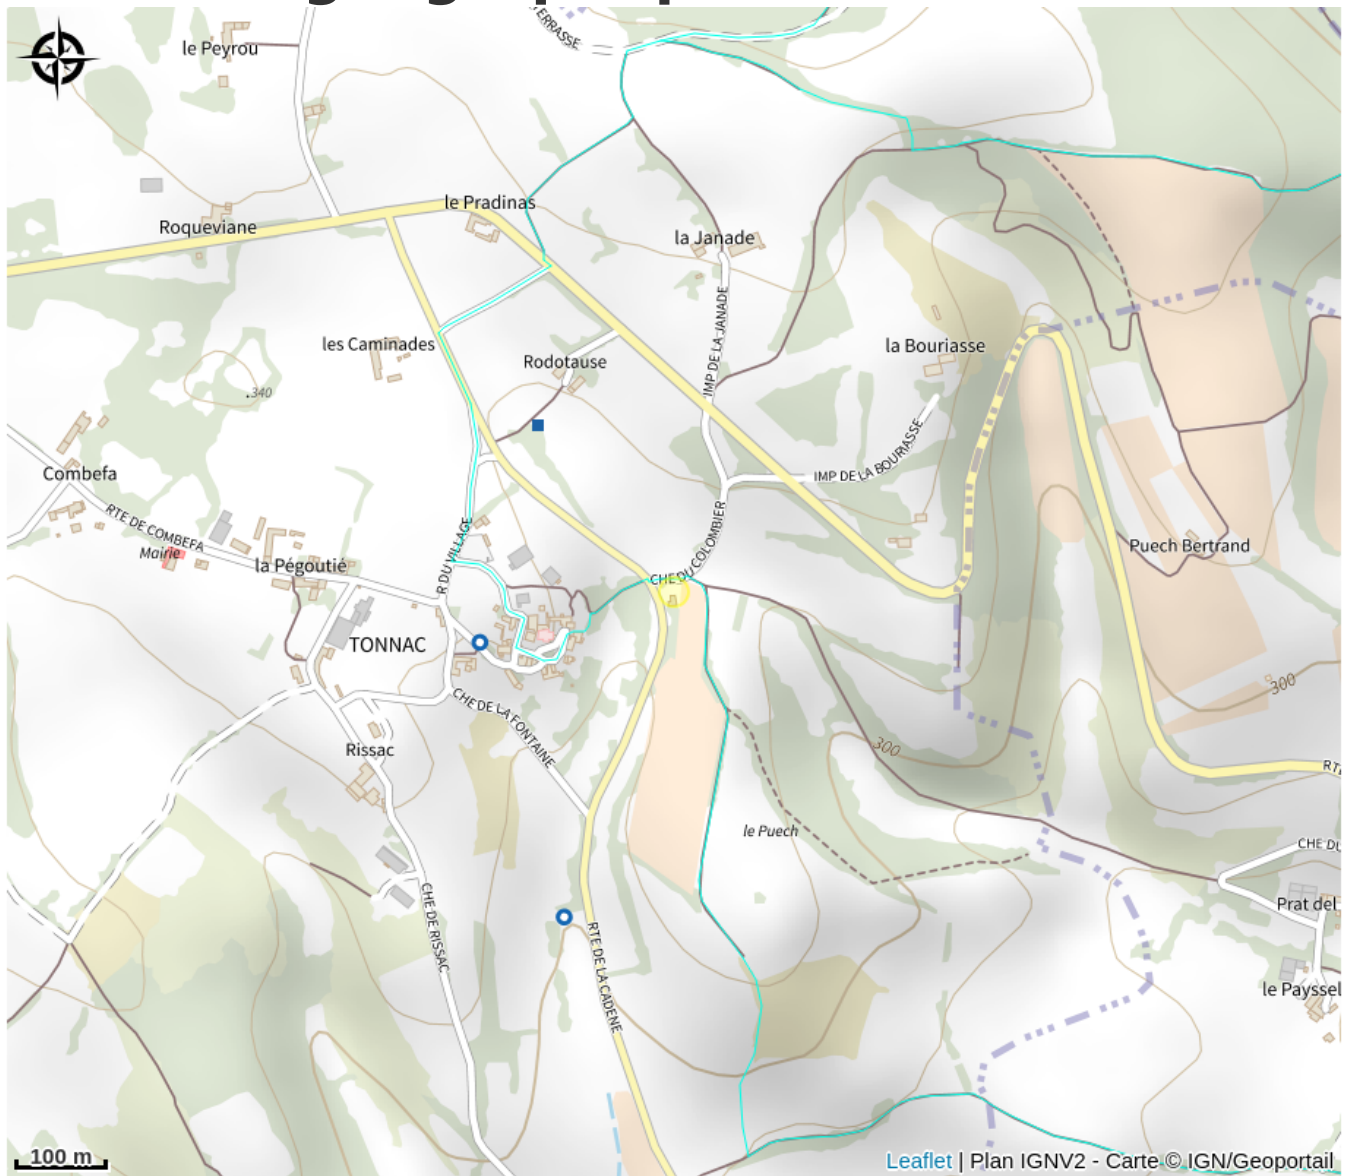 le Peyrou
le Pradinas
Roqueviane
la Janade
IMP DE LA JANADE
les Caminades
Rodotause
la Bouriasse
.340
Combefa
IMP DE LA BOURIASSE
RTE DE COMBEFA
Mairie
la Pégoutié
R DU VILLAGE
CHE DU COLOMBIER
Puech Bertrand
TONNAC
300
CHE DE LA FONTAINE
Rissac
300
le Puech
CHE DU
Prat del
CHE DE RISSAC
RTE DE LA CADENE
le Payssel
100 m
Leaflet | Plan IGNV2 - Carte © IGN/Geoportail